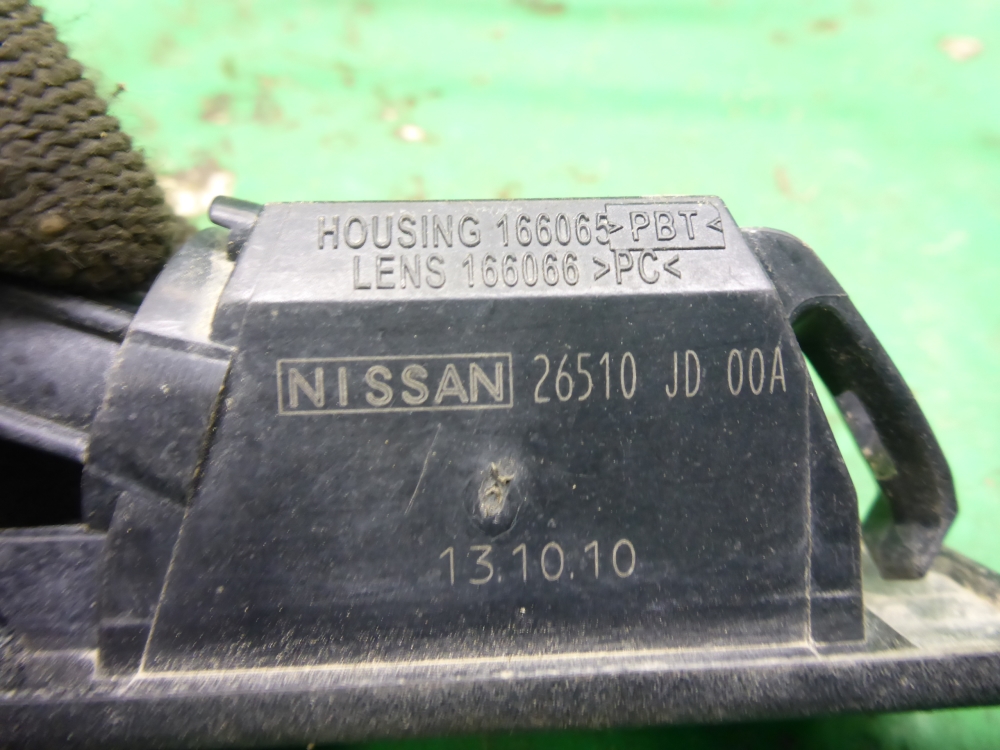 HOUSING 166065 >PBT<
LENS 166066 >PC<
NISSAN 26510 JD 00A
13.10.10